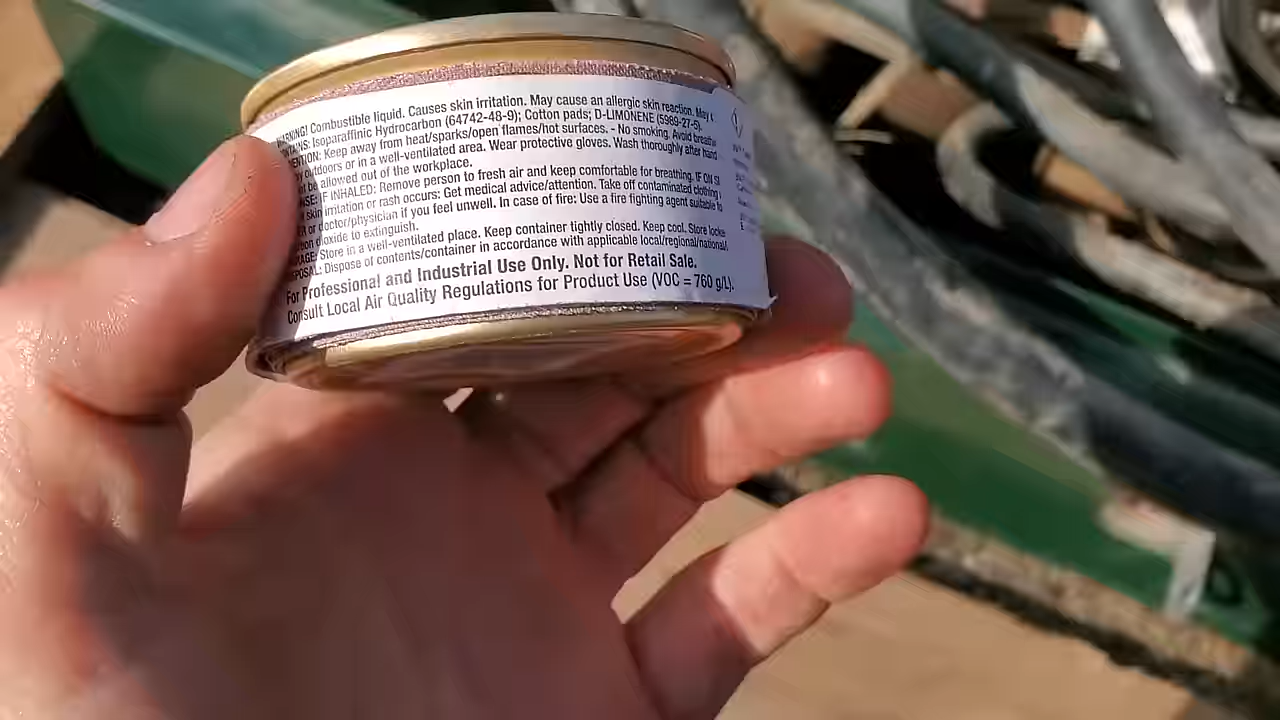 WARNING! Combustible liquid. Causes skin irritation. May cause an allergic skin reaction. May
Isoparaffinic Hydrocarbon (64742-48-9); Cotton pads; D-LIMONENE (5989-27-5).
Keep away from heat/sparks/open flames/hot surfaces. - No smoking. Avoid
outdoors or in a well-ventilated area. Wear protective gloves. Wash thoroughly after
be allowed out of the workplace.
IF INHALED: Remove person to fresh air and keep comfortable for breathing. IF ON
skin irritation or rash occurs: Get medical advice/attention. Take off contaminated clothing
or doctor/physician if you feel unwell. In case of fire: Use a fire fighting agent suitable
dioxide to extinguish.
Store in a well-ventilated place. Keep container tightly closed. Keep cool. Store
Dispose of contents/container in accordance with applicable local/regional/national/
For Professional and Industrial Use Only. Not for Retail Sale.
Consult Local Air Quality Regulations for Product Use (VOC = 760 g/L).